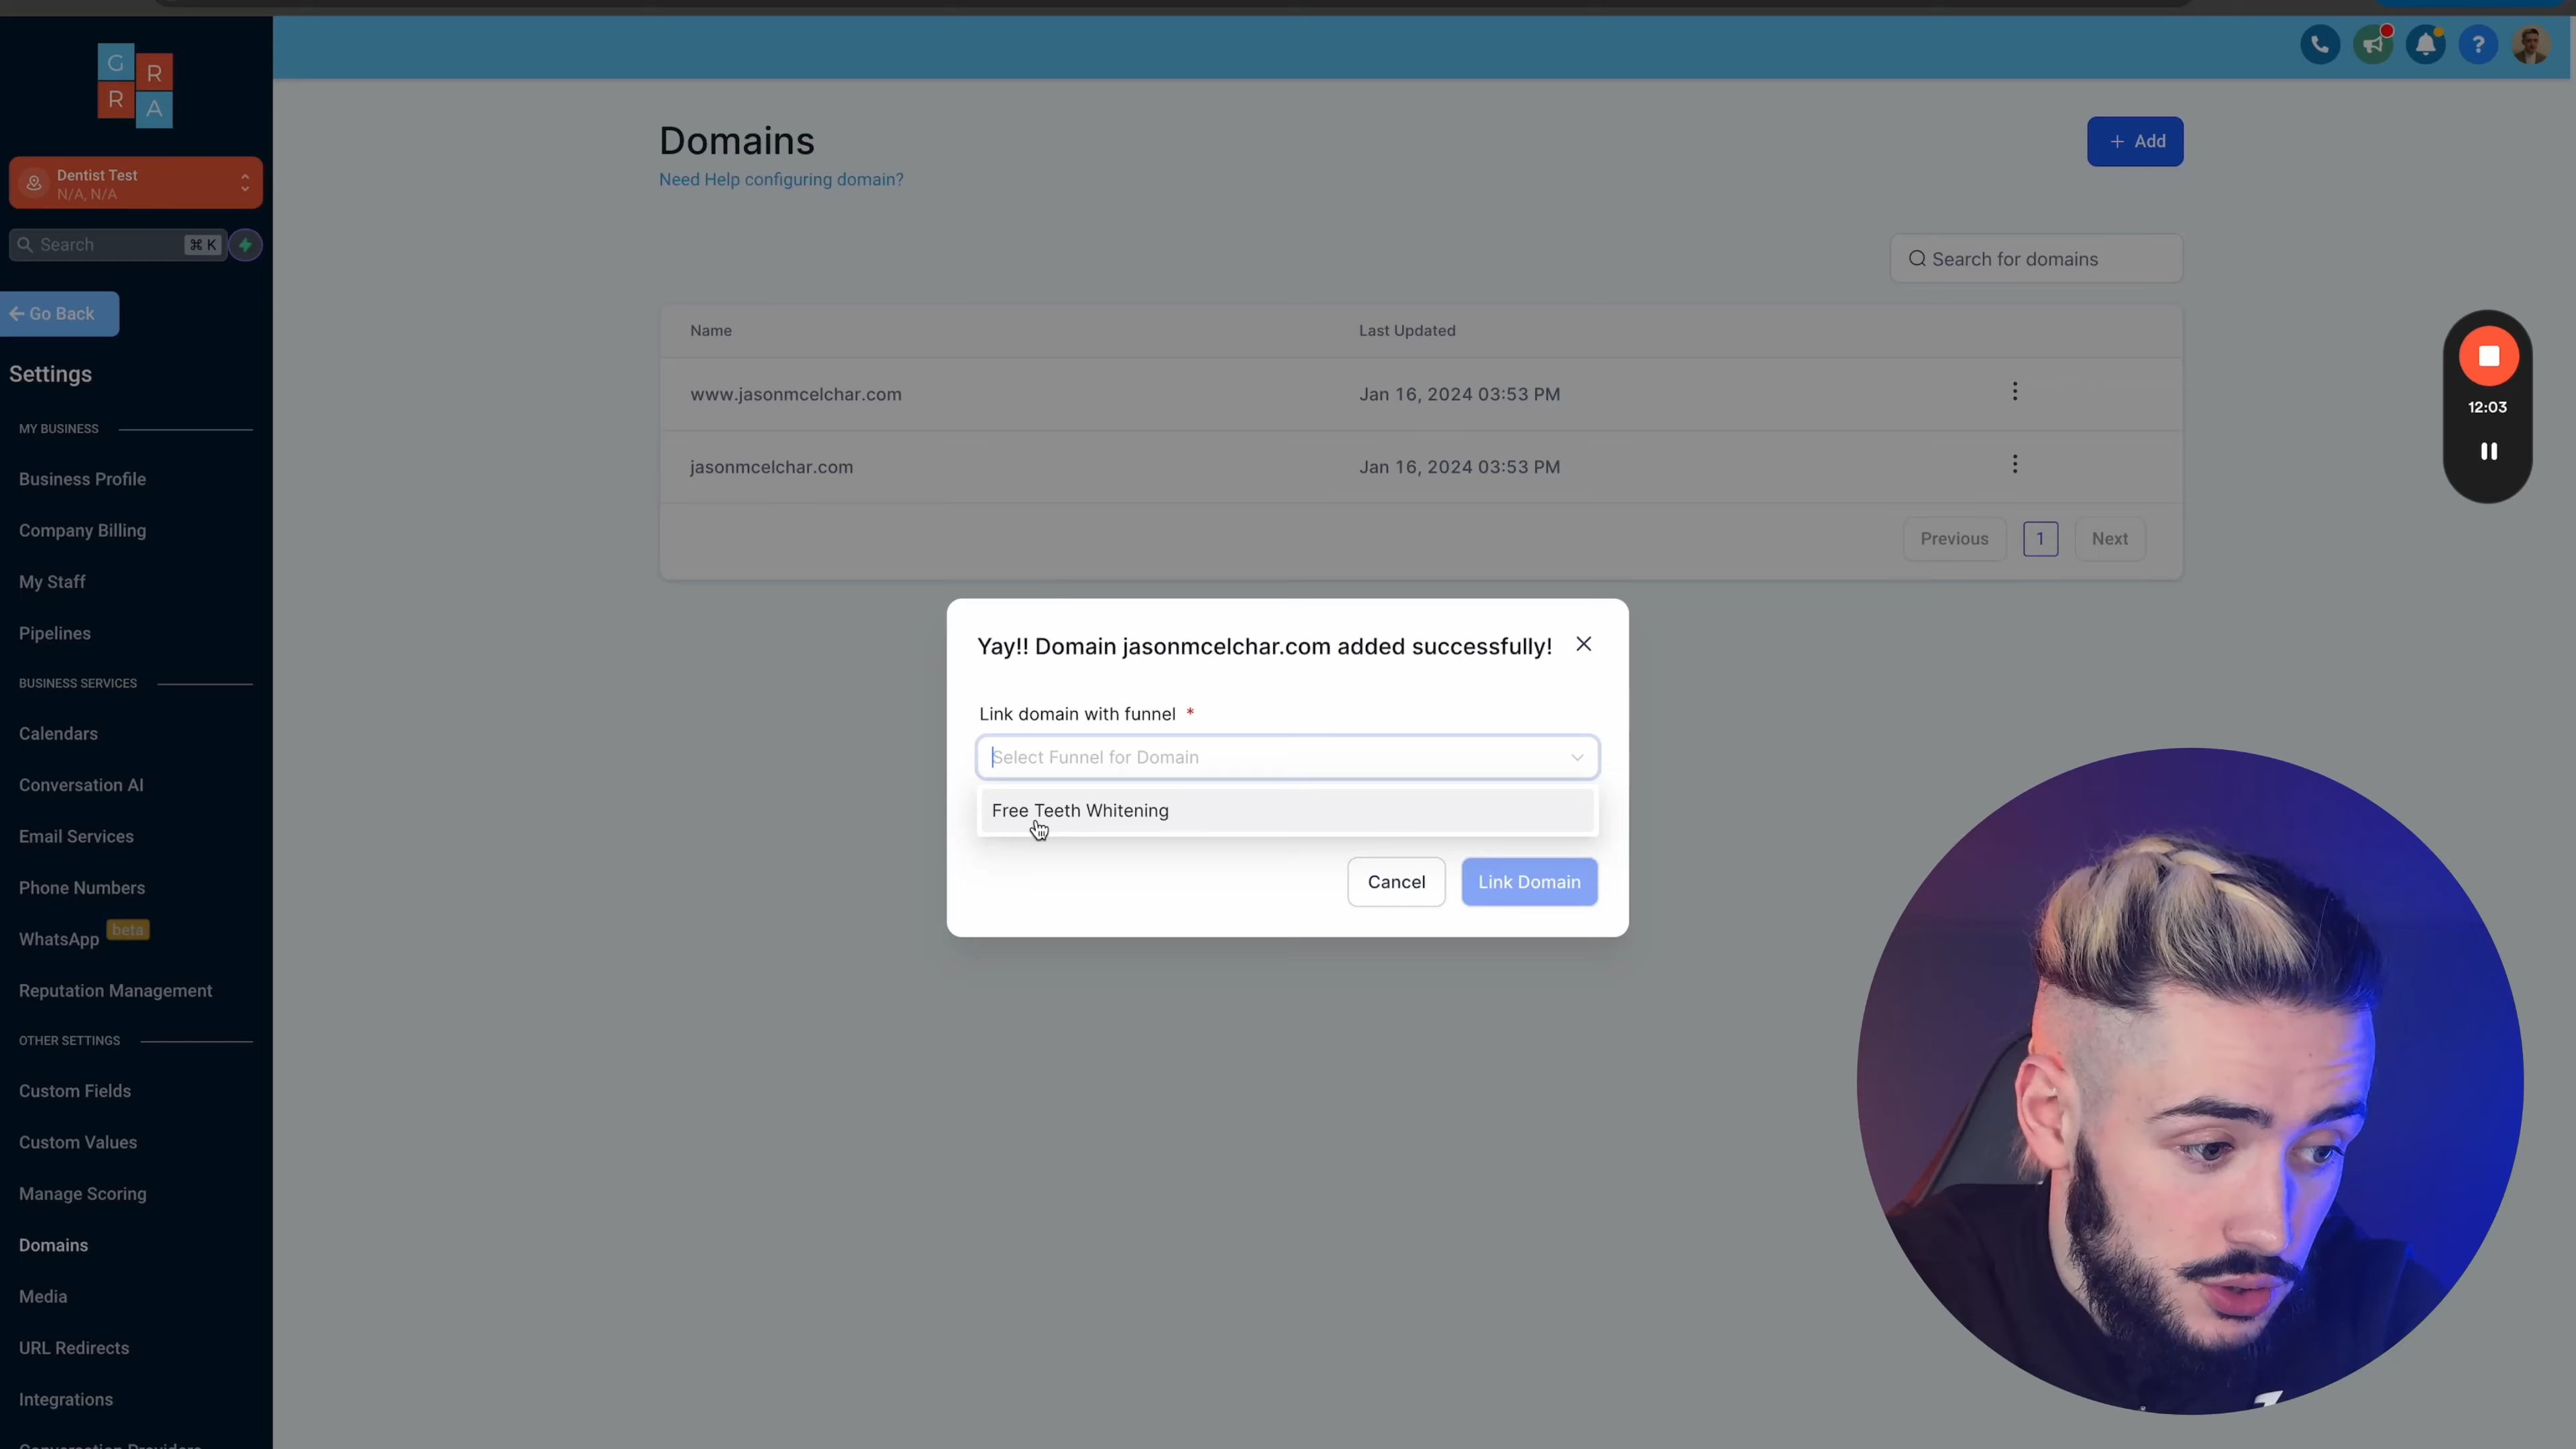 G
R
R
A
Dentist Test
N/A, N/A
Search
⌘ K
Go Back
Settings
MY BUSINESS
Business Profile
Company Billing
My Staff
Pipelines
BUSINESS SERVICES
Calendars
Conversation AI
Email Services
Phone Numbers
WhatsApp beta
Reputation Management
OTHER SETTINGS
Custom Fields
Custom Values
Manage Scoring
Domains
Media
URL Redirects
Integrations
Conversation Providers
?
Domains
+ Add
Need Help configuring domain?
Search for domains
Name Last Updated
www.jasonmcelchar.com Jan 16, 2024 03:53 PM
jasonmcelchar.com Jan 16, 2024 03:53 PM
Previous 1 Next
Yay!! Domain jasonmcelchar.com added successfully!
Link domain with funnel *
Select Funnel for Domain
Free Teeth Whitening
Cancel Link Domain
12:03